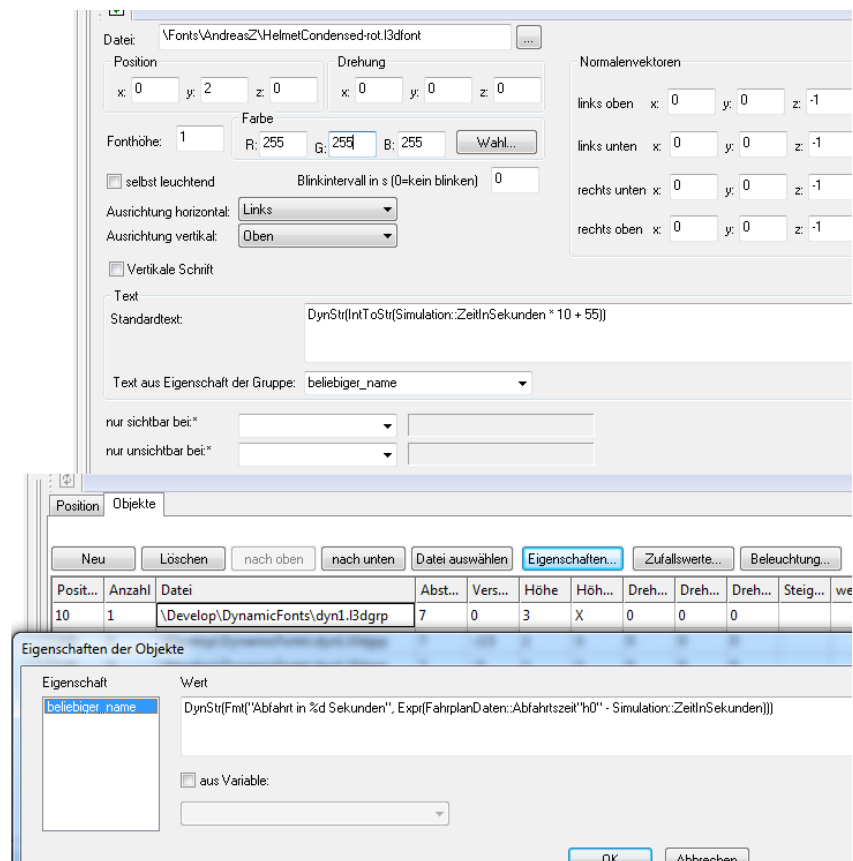 Datei: \Fonts\AndreasZ\HelmetCondensed-rot.l3dfont ...
Position Drehung Normalenvektoren
x: 0 y: 2 z: 0 x: 0 y: 0 z: 0
links oben x: 0 y: 0 z: -1
Farbe
Fonthöhe: 1 R: 255 G: 255 B: 255 Wahl...
links unten x: 0 y: 0 z: -1
selbst leuchtend Blinkintervall in s (0=kein blinken) 0
rechts unten x: 0 y: 0 z: -1
Ausrichtung horizontal: Links
rechts oben x: 0 y: 0 z: -1
Ausrichtung vertikal: Oben
Vertikale Schrift
Text
Standardtext: DynStr(IntToStr(Simulation::ZeitInSekunden * 10 + 55))
Text aus Eigenschaft der Gruppe: beliebiger_name
nur sichtbar bei:*
nur unsichtbar bei:*
Position Objekte
Neu Löschen nach oben nach unten Datei auswählen Eigenschaften... Zufallswerte... Beleuchtung...
Posit... Anzahl Datei Abst... Vers... Höhe Höh... Dreh... Dreh... Dreh... Steig... we
10 1 \Develop\DynamicFonts\dyn1.l3dgrp 7 0 3 X 0 0 0
Eigenschaften der Objekte
Eigenschaft Wert
beliebiger_name DynStr(Fmt("Abfahrt in %d Sekunden", Expr(FahrplanDaten::Abfahrtszeit"h0" - Simulation::ZeitInSekunden)))
aus Variable:
OK Abbrechen